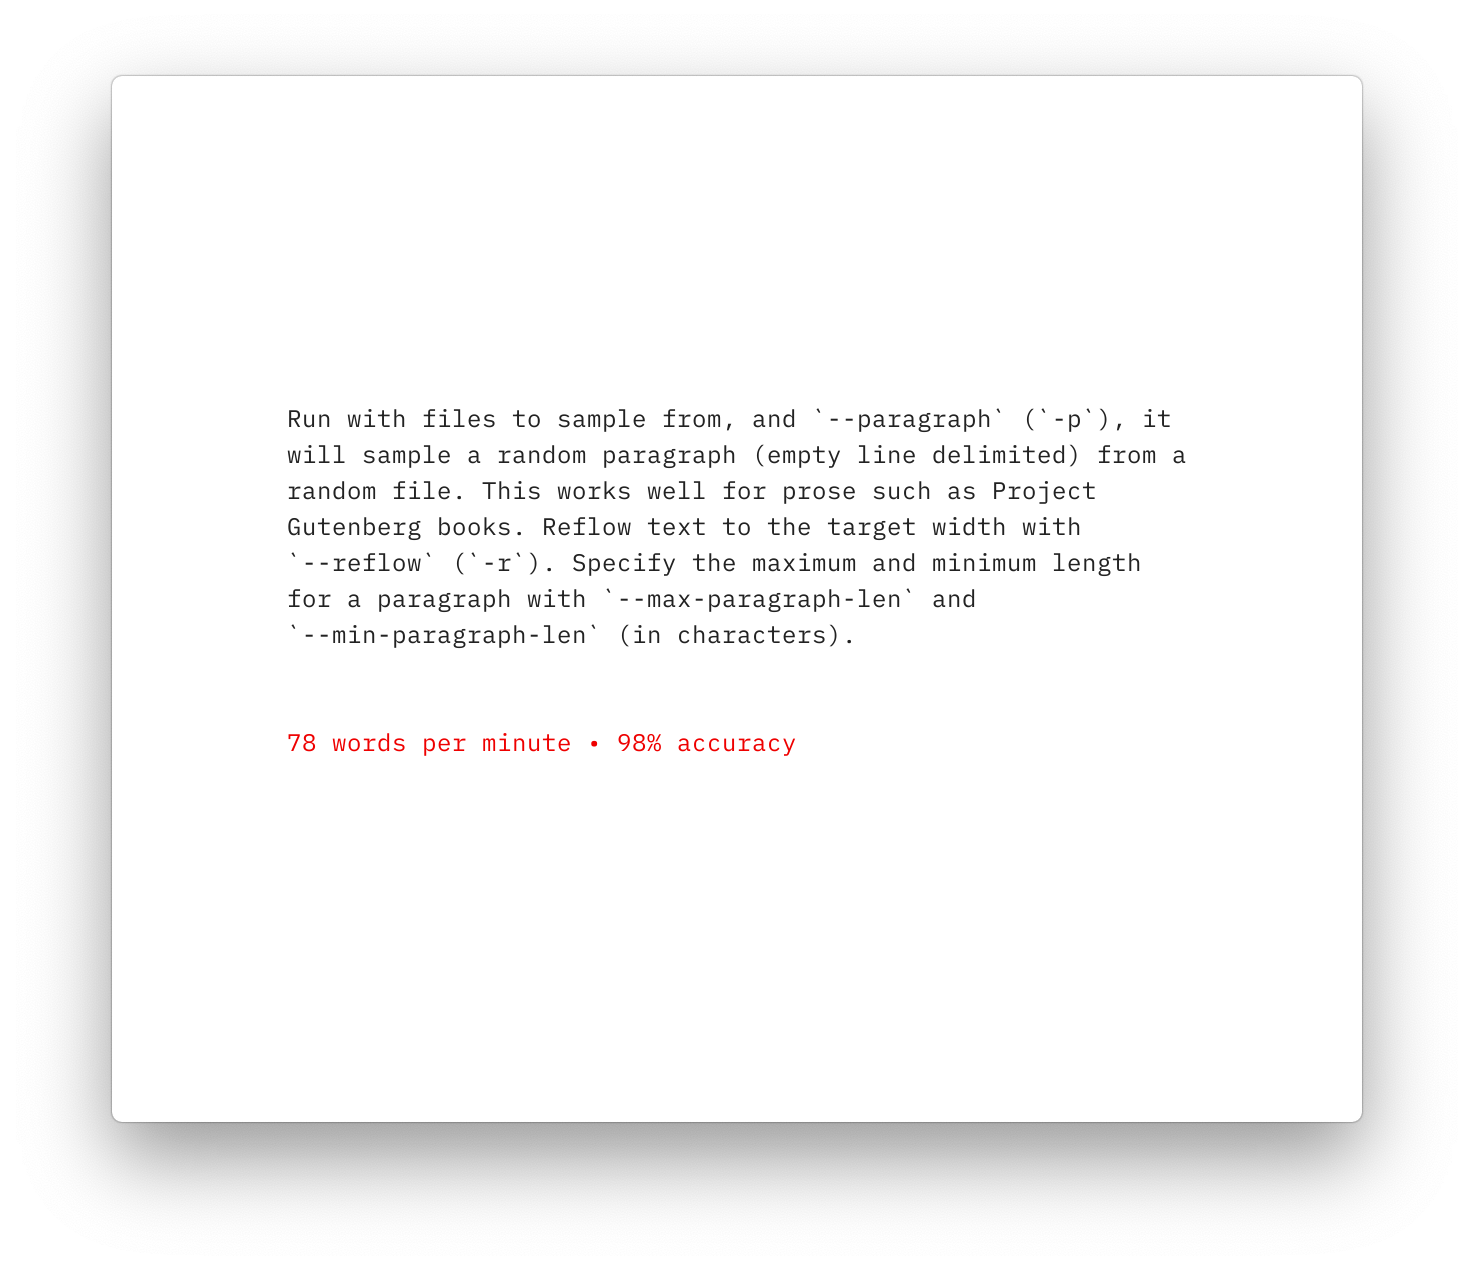 Run with files to sample from, and `--paragraph` (`-p`), it
will sample a random paragraph (empty line delimited) from a
random file. This works well for prose such as Project
Gutenberg books. Reflow text to the target width with
`--reflow` (`-r`). Specify the maximum and minimum length
for a paragraph with `--max-paragraph-len` and
`--min-paragraph-len` (in characters).
78 words per minute • 98% accuracy